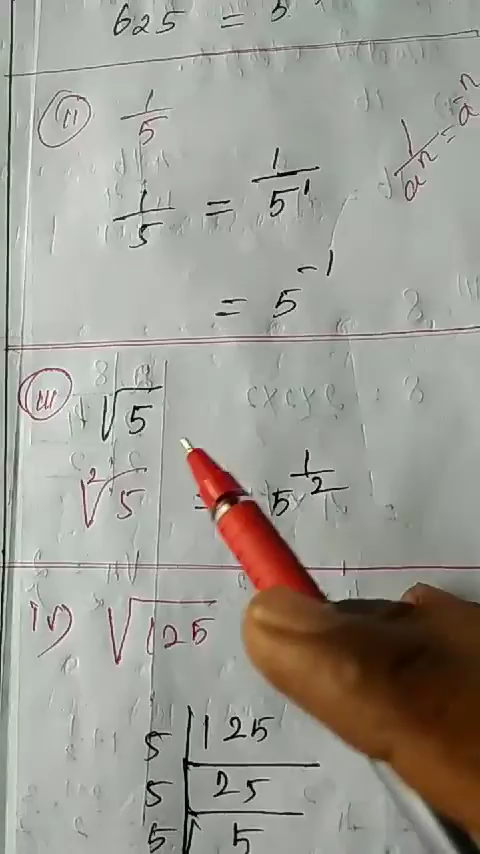 625 = 5
ii) 1/5
1/5 = 1/5¹
1/aⁿ = a⁻ⁿ
= 5⁻¹
iii) √5
²√5 = 5^(1/2)
iv) √125
5 | 125
5 | 25
5 | 5